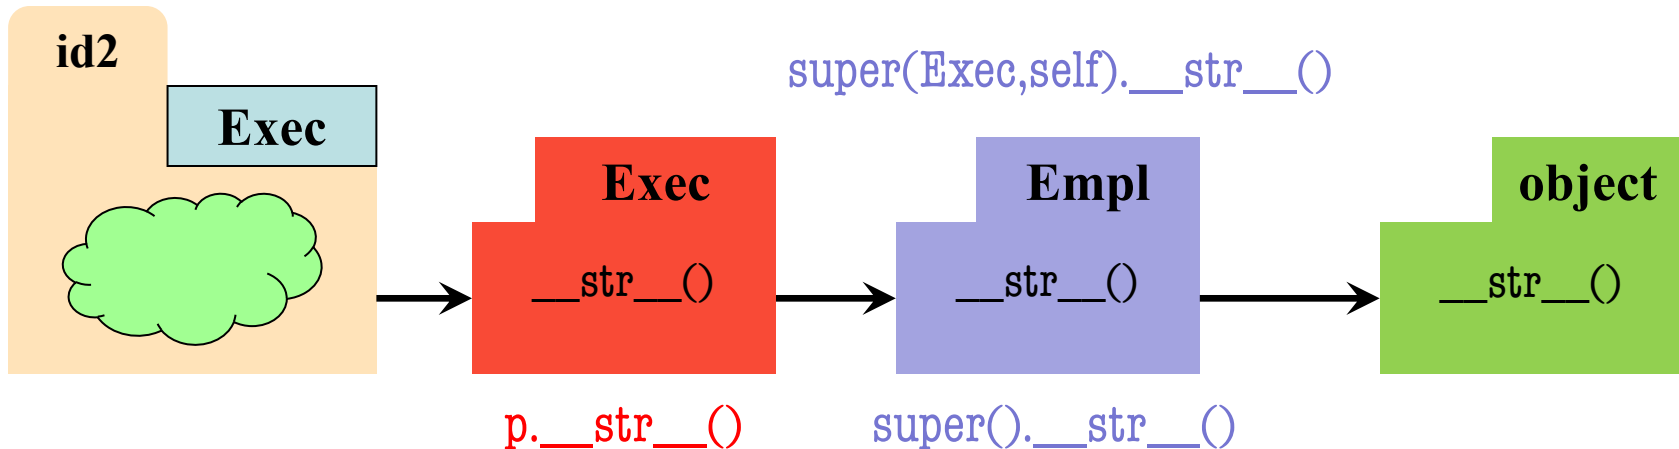 id2
Exec
super(Exec,self).__str__()
Exec
Empl
object
__str__()
__str__()
__str__()
p.__str__()
super().__str__()